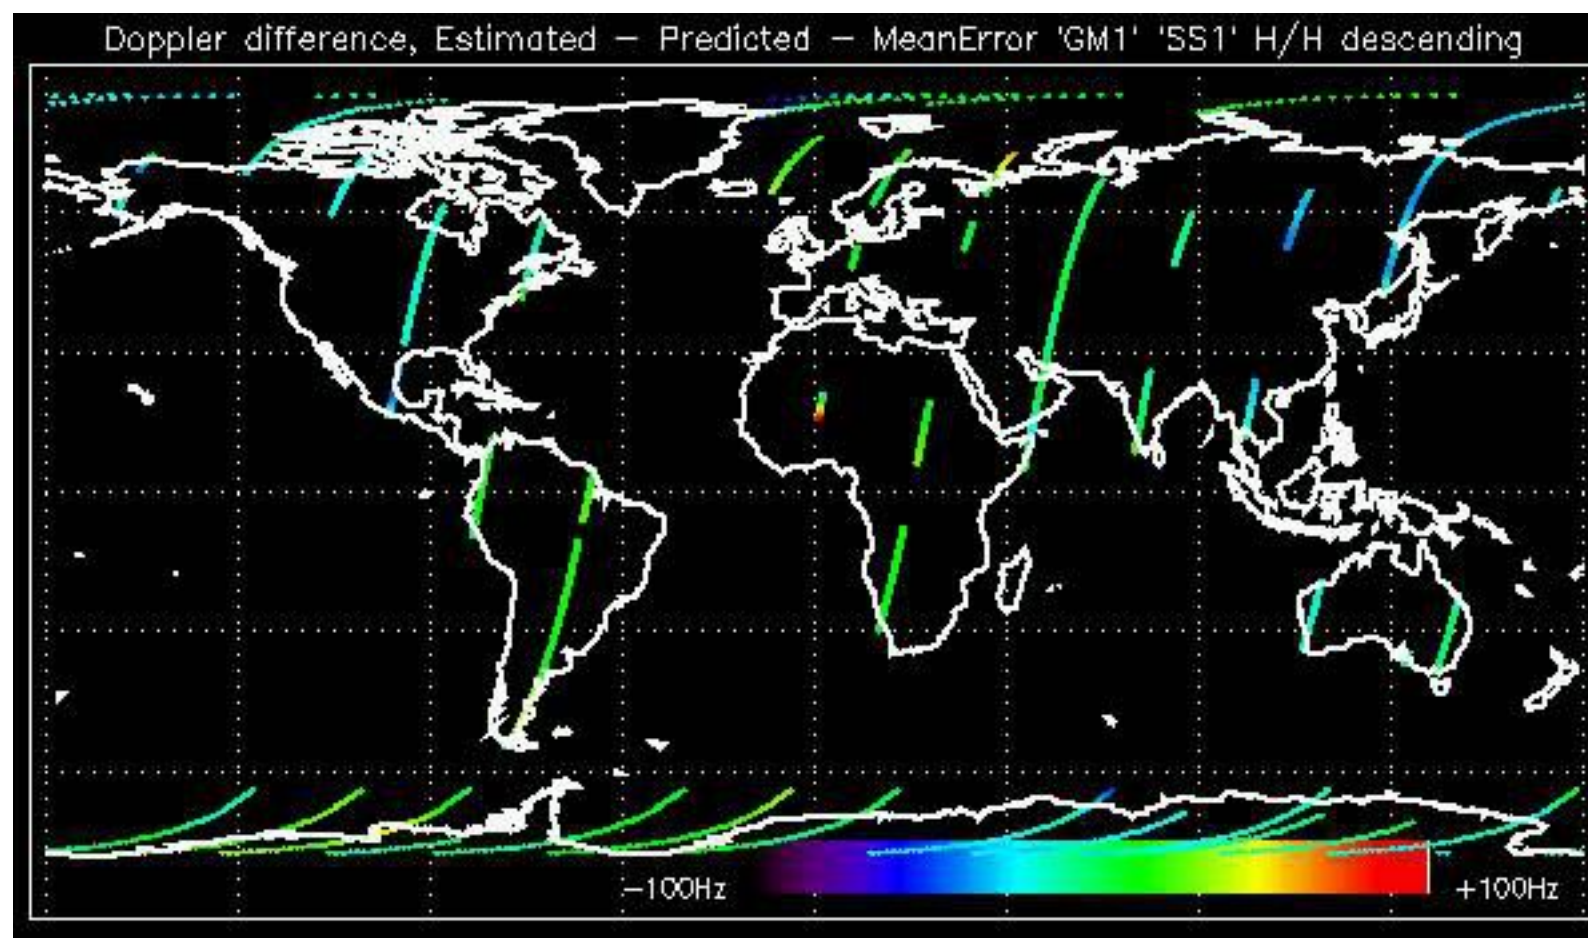 Doppler difference, Estimated − Predicted − MeanError 'GM1' 'SS1' H/H descending
−100Hz
+100Hz